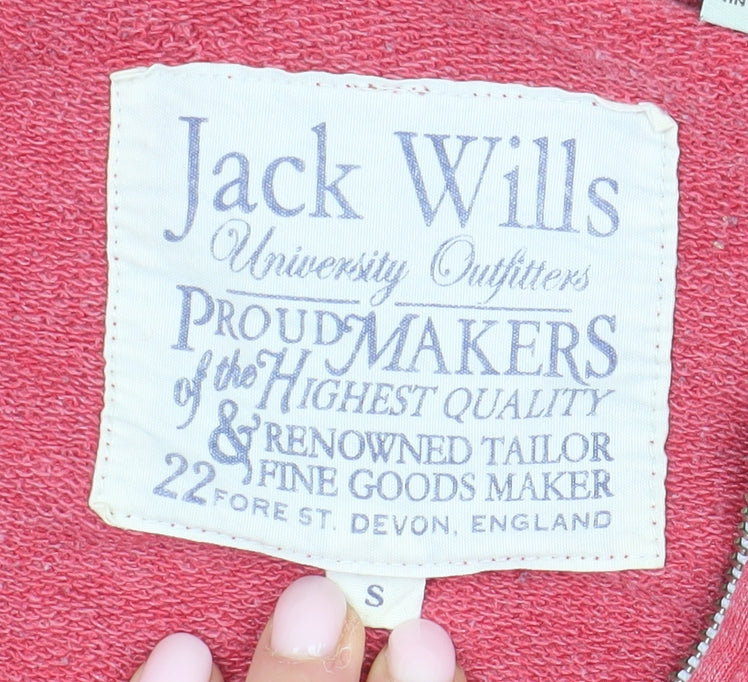 Jack Wills
University Outfitters
PROUD MAKERS
of the HIGHEST QUALITY
& RENOWNED TAILOR
FINE GOODS MAKER
22 FORE ST. DEVON, ENGLAND
S